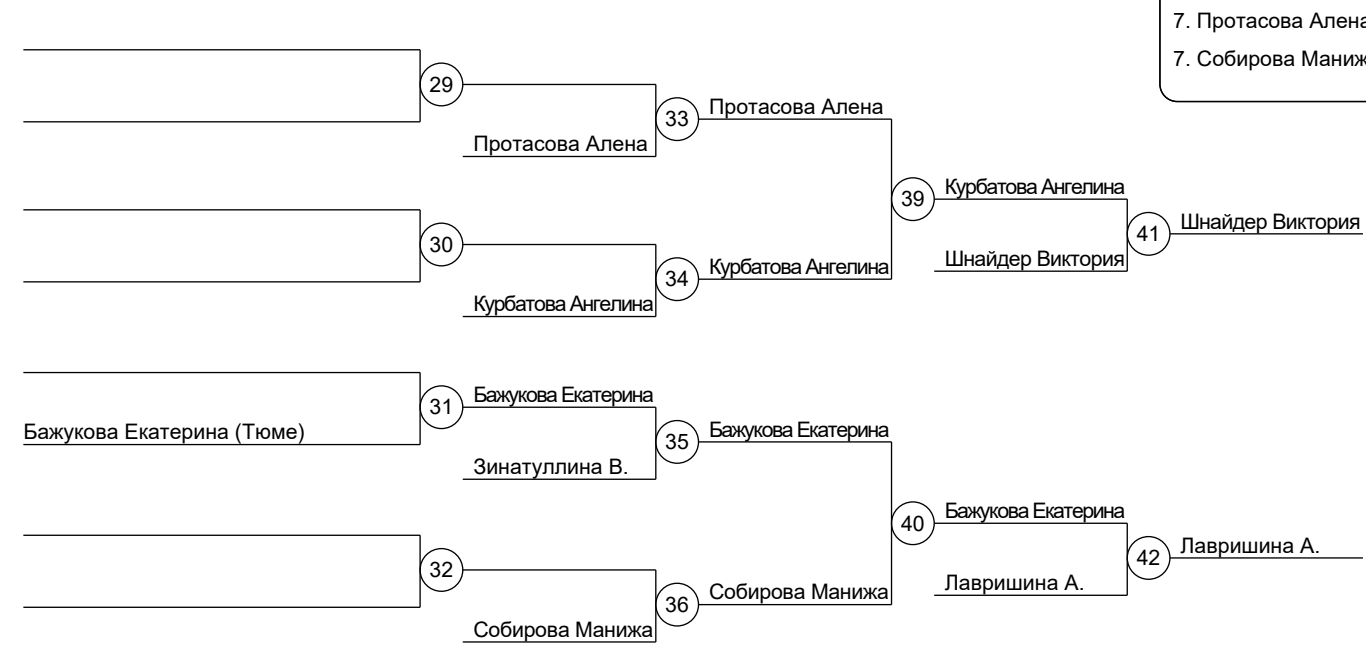 7. Протасова Алена
7. Собирова Маниж
29
33
Протасова Алена
Протасова Алена
39
Курбатова Ангелина
41
Шнайдер Виктория
30
34
Курбатова Ангелина
Шнайдер Виктория
Курбатова Ангелина
31
Бажукова Екатерина
Бажукова Екатерина (Тюме)
35
Бажукова Екатерина
Зинатуллина В.
40
Бажукова Екатерина
42
Лавришина А.
32
36
Собирова Манижа
Лавришина А.
Собирова Манижа